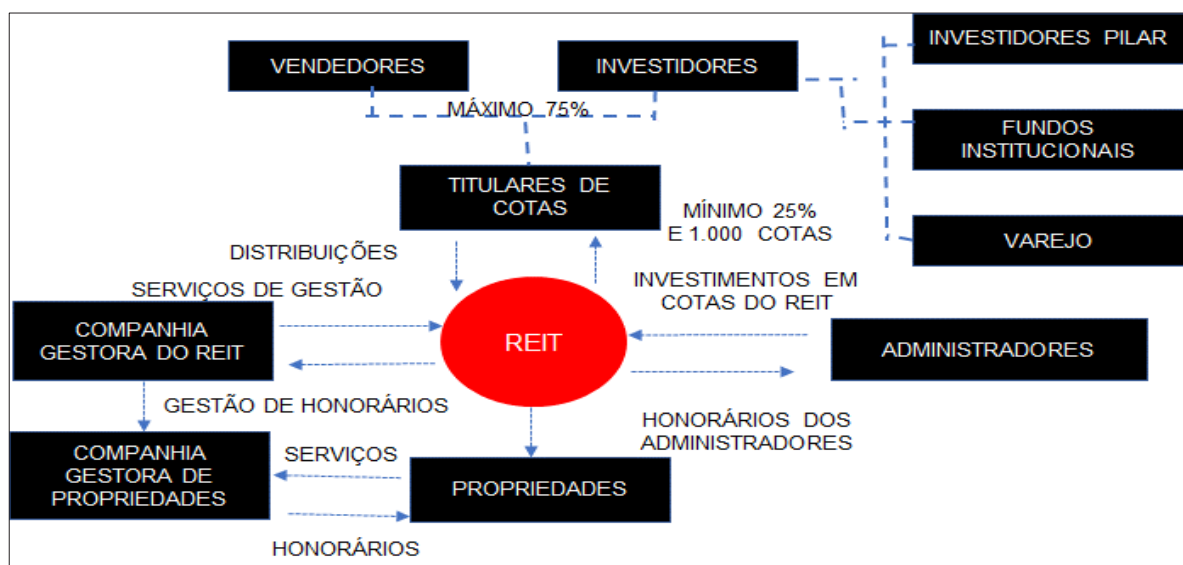 INVESTIDORES PILAR
VENDEDORES
INVESTIDORES
MÁXIMO 75%
FUNDOS
INSTITUCIONAIS
TITULARES DE
COTAS
MÍNIMO 25%
E 1.000 COTAS
VAREJO
DISTRIBUIÇÕES
INVESTIMENTOS EM
COTAS DO REIT
SERVIÇOS DE GESTÃO
COMPANHIA
GESTORA DO REIT
REIT
ADMINISTRADORES
GESTÃO DE HONORÁRIOS
HONORÁRIOS DOS
ADMINISTRADORES
COMPANHIA
GESTORA DE
PROPRIEDADES
SERVIÇOS
PROPRIEDADES
HONORÁRIOS